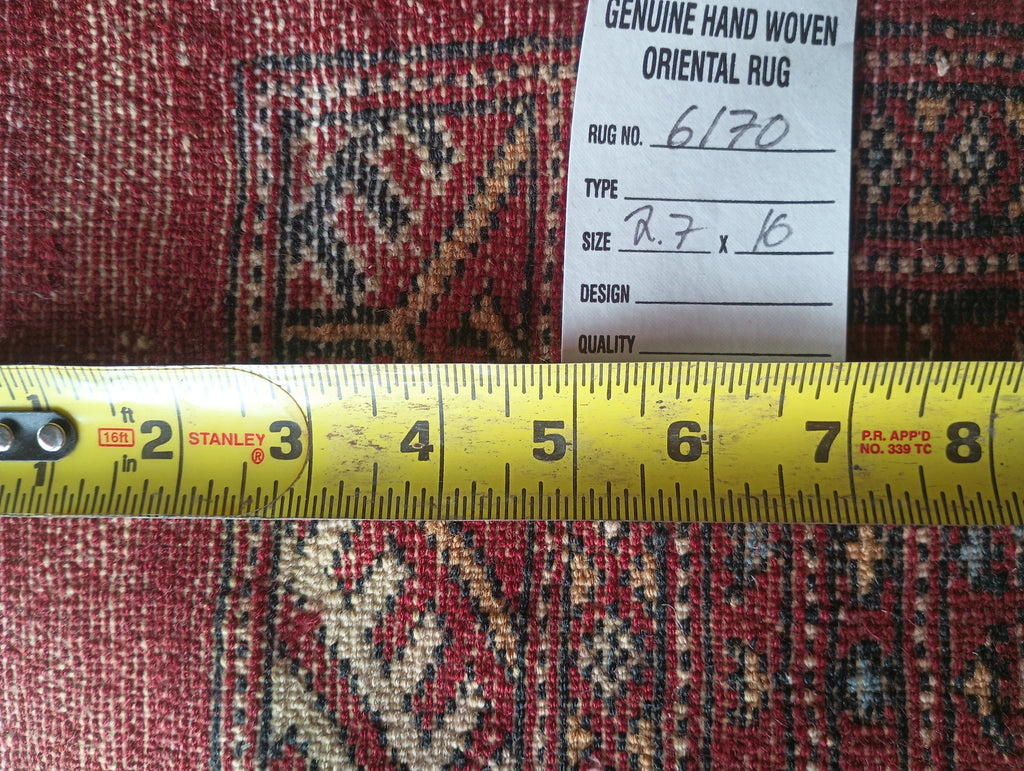 GENUINE HAND WOVEN
ORIENTAL RUG
RUG NO. 6170
TYPE
SIZE 2.7 x 10
DESIGN
QUALITY
1 ft 16ft 2 STANLEY ® 3 4 5 6 7 P.R. APP'D 8
in NO. 339 TC
1